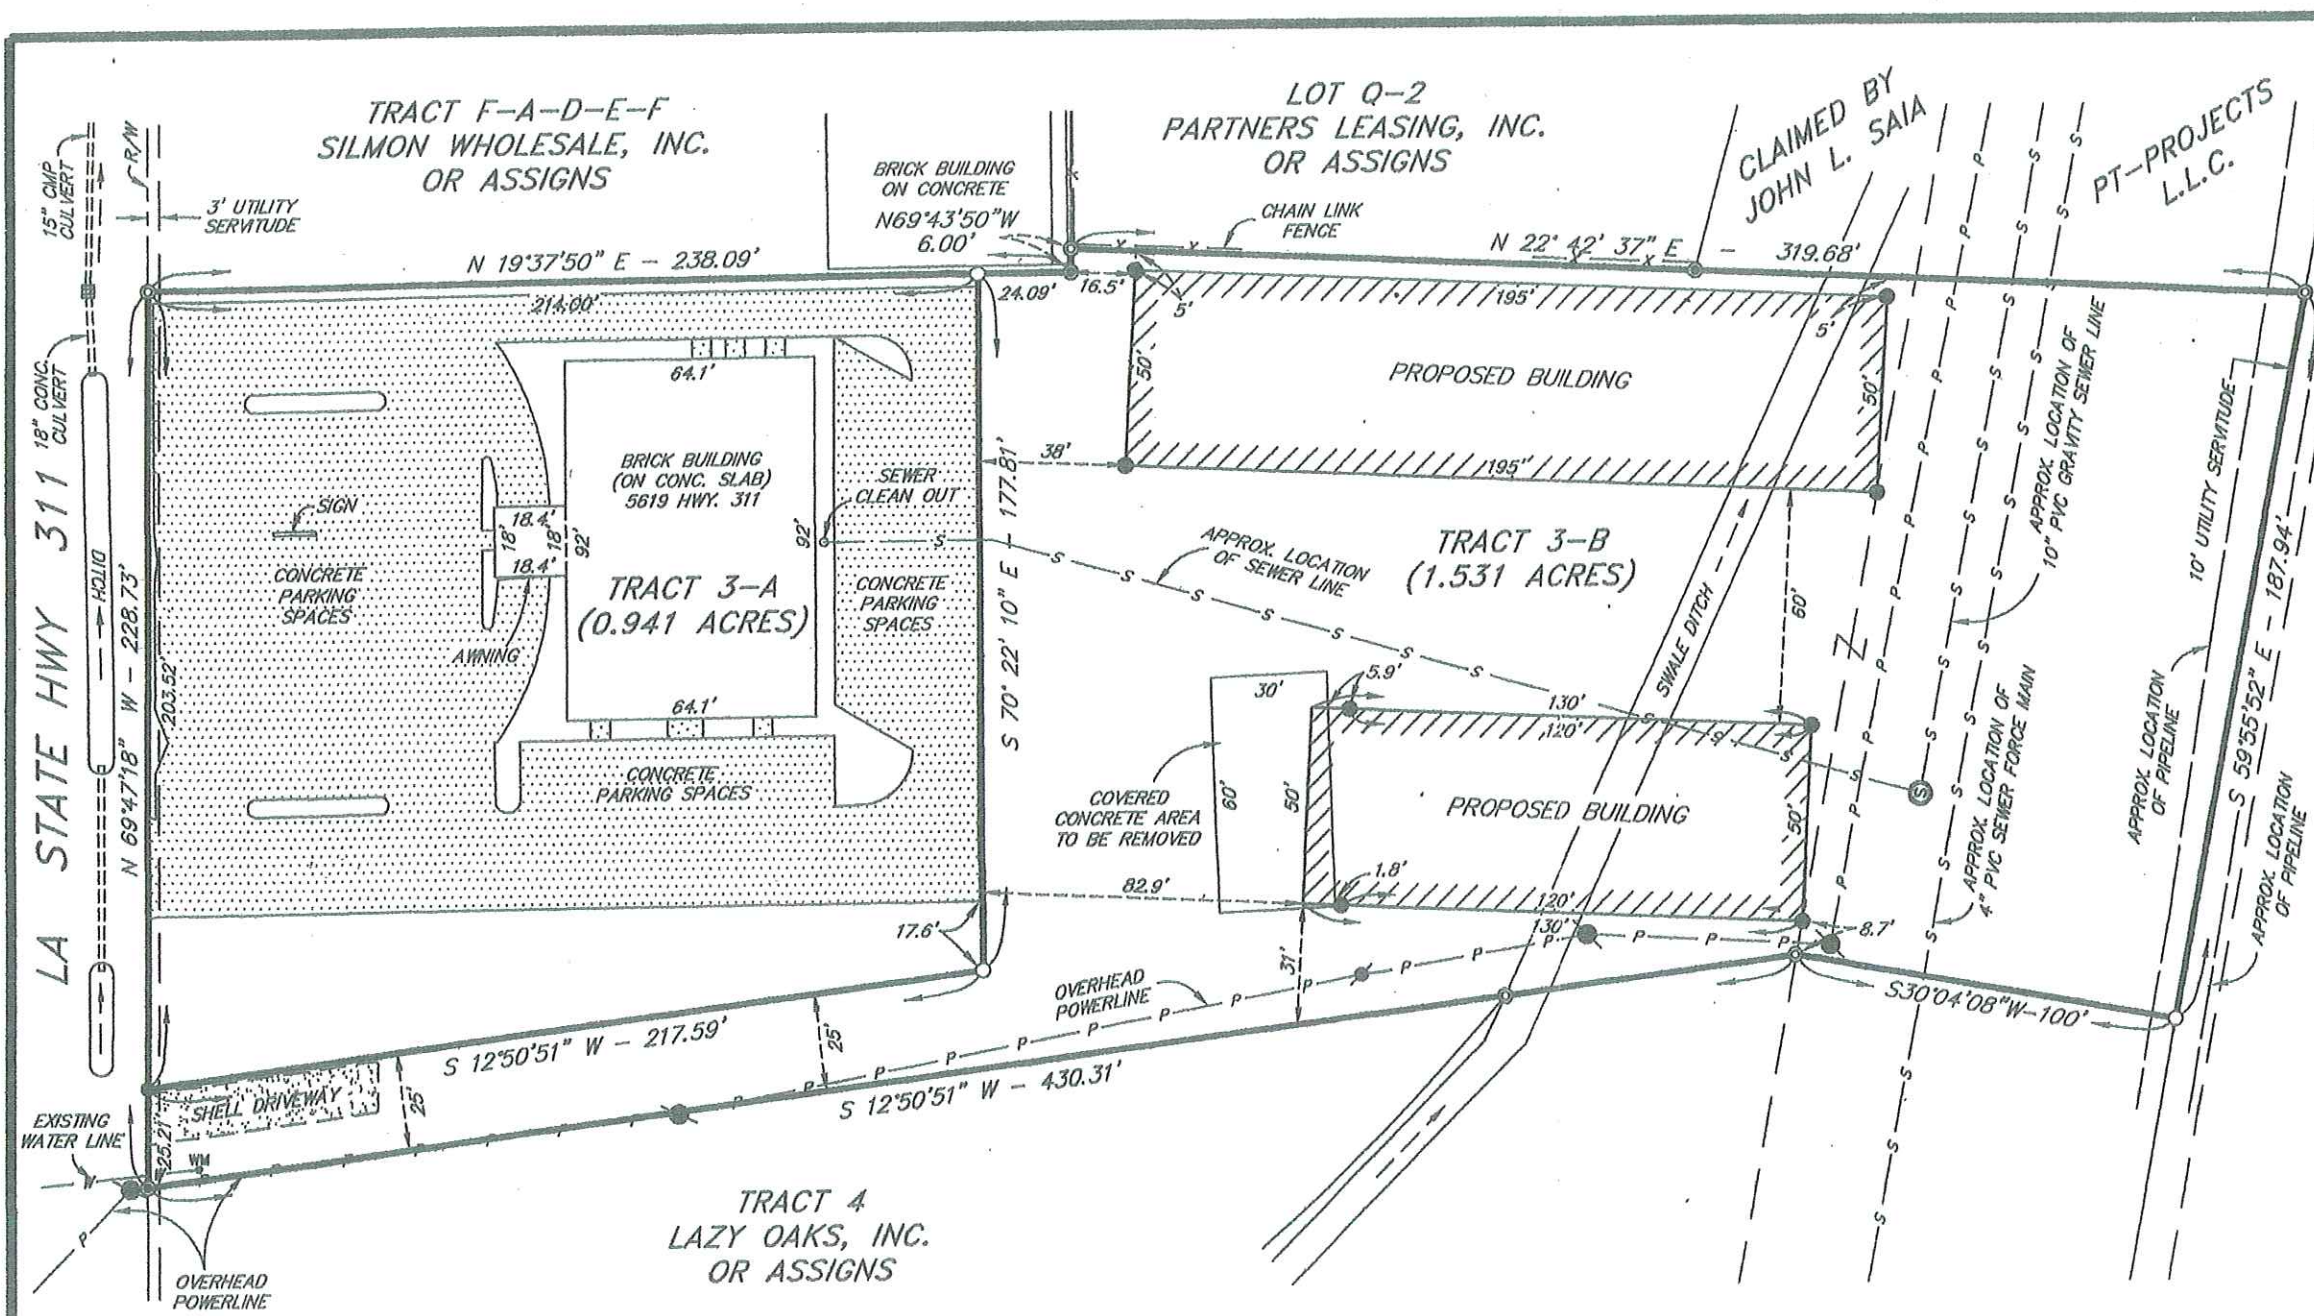 TRACT F-A-D-E-F
SILMON WHOLESALE, INC.
OR ASSIGNS
LOT Q-2
PARTNERS LEASING, INC.
OR ASSIGNS
CLAIMED BY
JOHN L. SAIA
PT-PROJECTS
L.L.C.
15" CMP
CULVERT
R/W
3' UTILITY
SERVITUDE
BRICK BUILDING
ON CONCRETE
N69°43'50"W
6.00'
CHAIN LINK
FENCE
N 19°37'50" E - 238.09'
N 22° 42' 37" E - 319.68'
214.00'
24.09'
16.5'
5'
195'
5'
18" CONC.
CULVERT
64.1'
50'
PROPOSED BUILDING
50'
BRICK BUILDING
(ON CONC. SLAB)
5619 HWY. 311
SEWER
CLEAN OUT
38'
195"
SIGN
18.4'
18'
18'
92'
92'
18.4'
CONCRETE
PARKING
SPACES
TRACT 3-A
(0.941 ACRES)
CONCRETE
PARKING
SPACES
AWNING
S 70° 22' 10" E - 177.81'
APPROX. LOCATION
OF SEWER LINE
TRACT 3-B
(1.531 ACRES)
60'
SWALE DITCH
APPROX. LOCATION OF
10" PVC GRAVITY SEWER LINE
10' UTILITY SERVITUDE
S 59°55'52" E - 187.94'
LA STATE HWY 311
DITCH
N 69°47'18" W - 228.73'
203.52'
64.1'
CONCRETE
PARKING SPACES
30'
5.9'
130'
120'
COVERED
CONCRETE AREA
TO BE REMOVED
60'
50'
PROPOSED BUILDING
50'
S
APPROX. LOCATION OF
4" PVC SEWER FORCE MAIN
APPROX. LOCATION
OF PIPELINE
APPROX. LOCATION
OF PIPELINE
82.9'
1.8'
120'
130'
8.7'
17.6'
31'
OVERHEAD
POWERLINE
S30°04'08"W-100'
S 12°50'51" W - 217.59'
25'
25'
S 12°50'51" W - 430.31'
SHELL DRIVEWAY
EXISTING
WATER LINE
25.21'
WM
W
TRACT 4
LAZY OAKS, INC.
OR ASSIGNS
OVERHEAD
POWERLINE